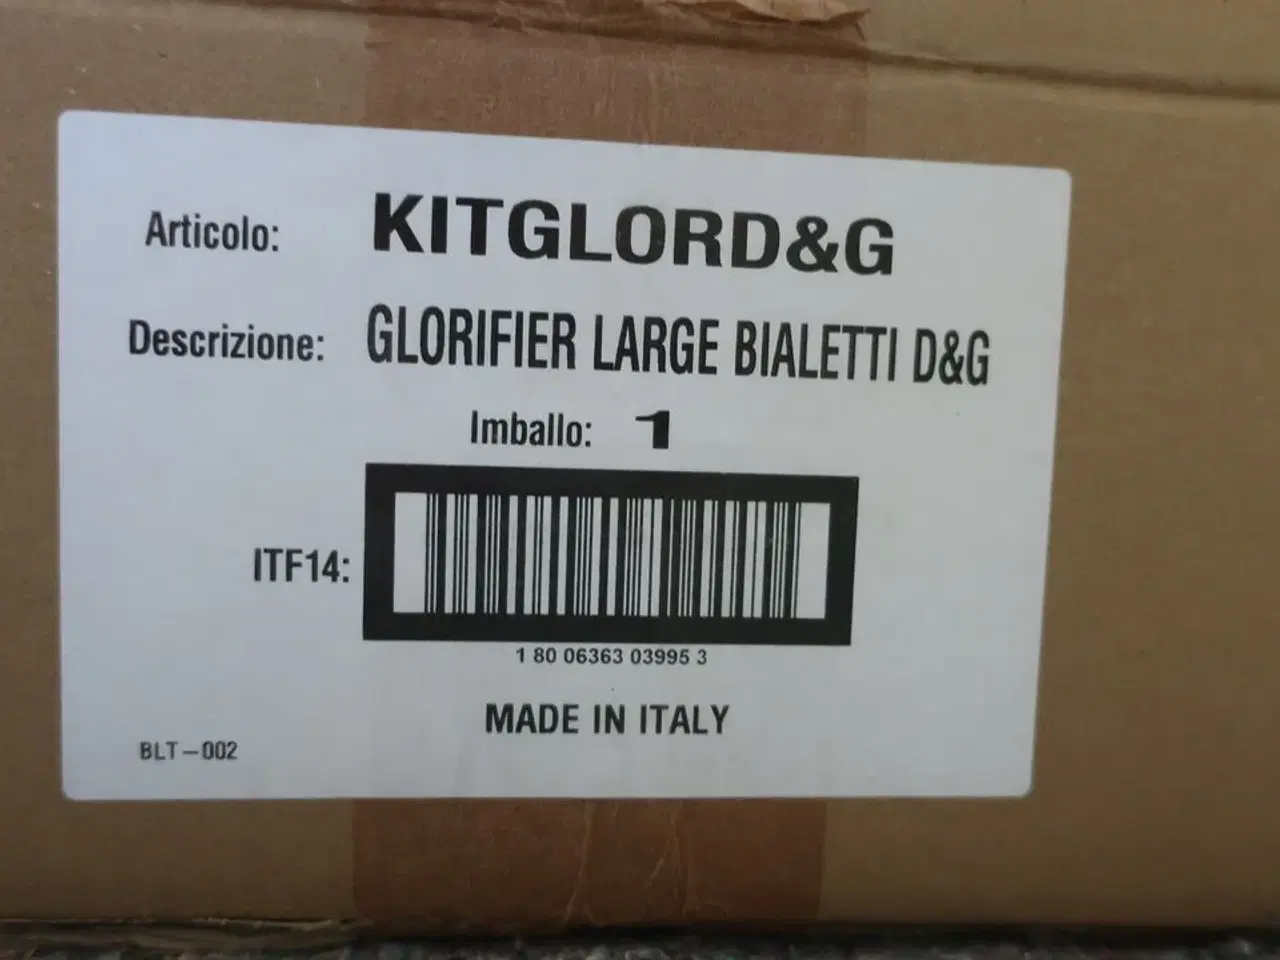 Articolo: KITGLORD&G
Descrizione: GLORIFIER LARGE BIALETTI D&G
Imballo: 1
ITF14:
1 80 06363 03995 3
MADE IN ITALY
BLT-002